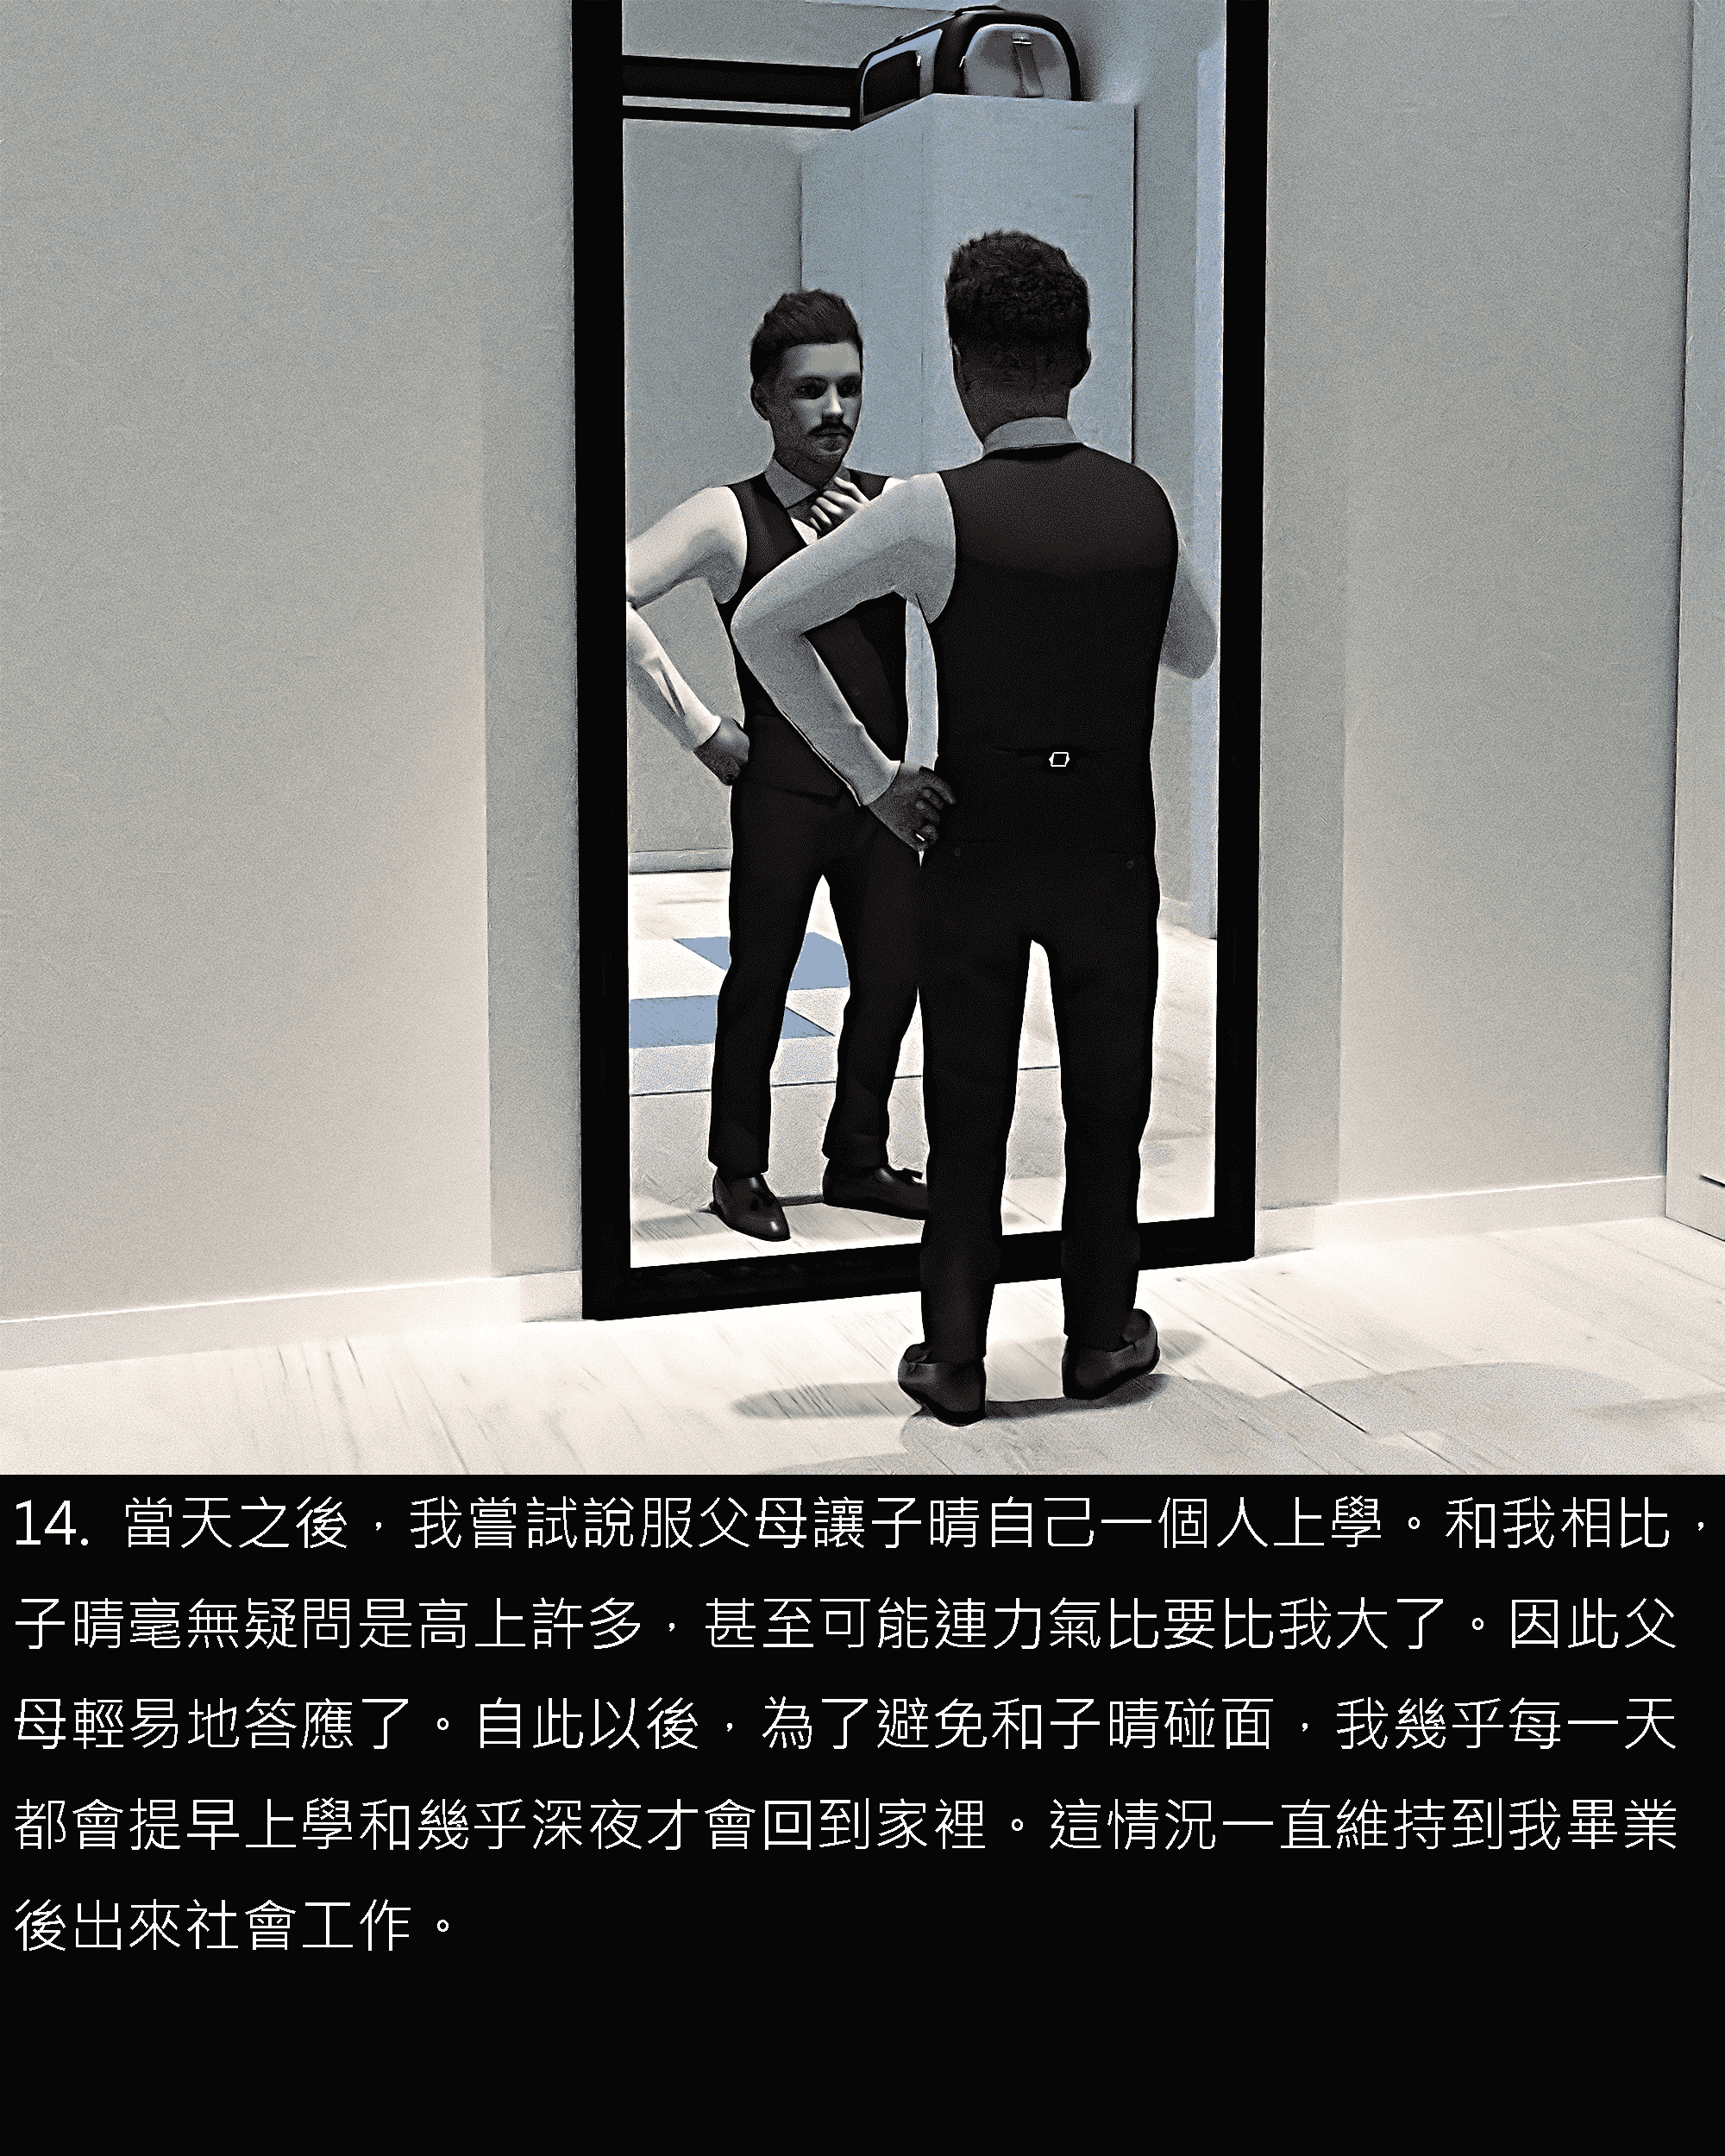 14. 當天之後，我嘗試說服父母讓子晴自己一個人上學。和我相比，
子晴毫無疑問是高上許多，甚至可能連力氣比要比我大了。因此父
母輕易地答應了。自此以後，為了避免和子晴碰面，我幾乎每一天
都會提早上學和幾乎深夜才會回到家裡。這情況一直維持到我畢業
後出來社會工作。